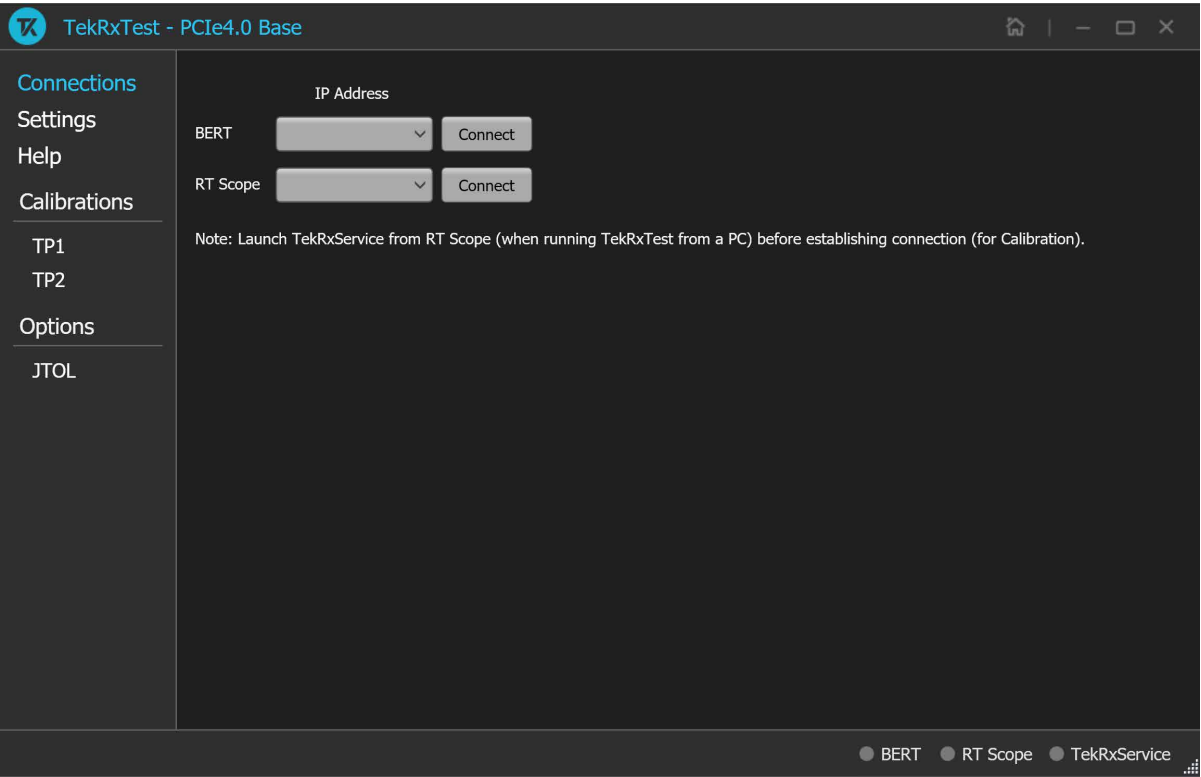 TekRxTest - PCIe4.0 Base
Connections
Settings
Help
Calibrations
TP1
TP2
Options
JTOL
IP Address
BERT Connect
RT Scope Connect
Note: Launch TekRxService from RT Scope (when running TekRxTest from a PC) before establishing connection (for Calibration).
BERT RT Scope TekRxService